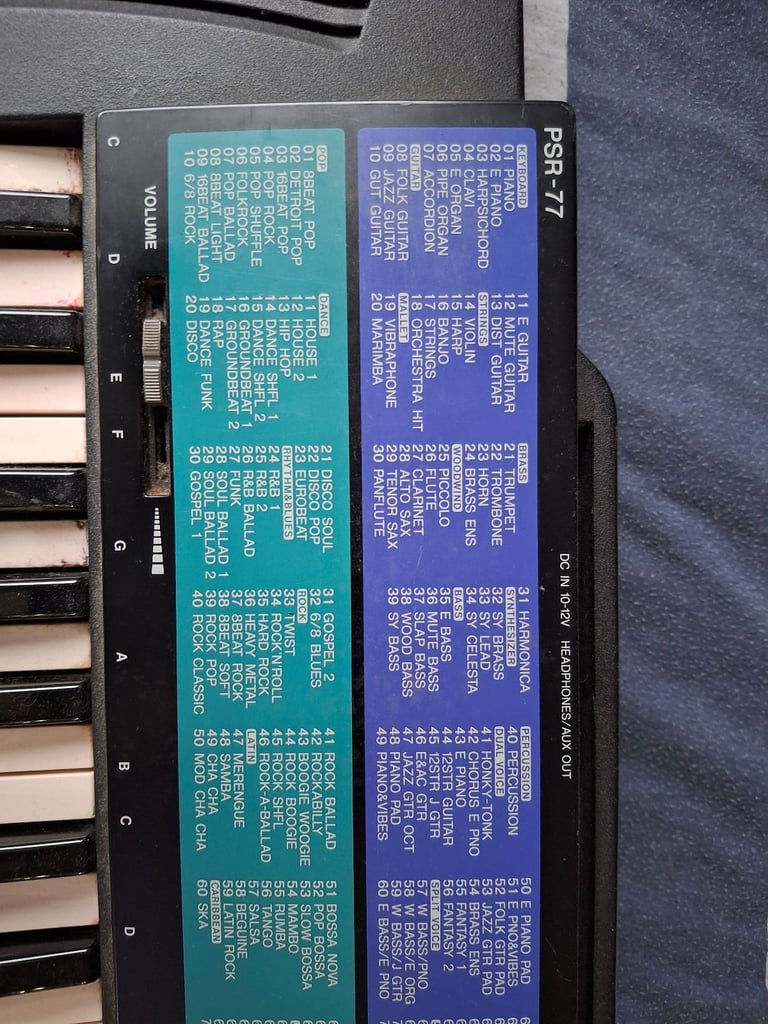 PSR-77
DC IN 10-12V HEADPHONES/AUX OUT
KEYBOARD
01 PIANO
02 E PIANO
03 HARPSICHORD
04 CLAVI
05 E ORGAN
06 PIPE ORGAN
07 ACCORDION
GUITAR
08 FOLK GUITAR
09 JAZZ GUITAR
10 GUT GUITAR
11 E GUITAR
12 MUTE GUITAR
13 DIST GUITAR
STRINGS
14 VIOLIN
15 HARP
16 BANJO
17 STRINGS
18 ORCHESTRA HIT
MALLET
19 VIBRAPHONE
20 MARIMBA
BRASS
21 TRUMPET
22 TROMBONE
23 HORN
24 BRASS ENS
WOODWIND
25 PICCOLO
26 FLUTE
27 CLARINET
28 ALTO SAX
29 TENOR SAX
30 PANFLUTE
31 HARMONICA
SYNTHESIZER
32 SY BRASS
33 SY LEAD
34 SY CELESTA
BASS
35 E BASS
36 MUTE BASS
37 SLAP BASS
38 WOOD BASS
39 SY BASS
PERCUSSION
40 PERCUSSION
DUAL VOICE
41 HONKY-TONK
42 CHORUS E PNO
43 E PIANO
44 12STR GUITAR
45 12STR J GTR
46 E&AC GTR
47 JAZZ GTR OCT
48 PIANO PAD
49 PIANO&VIBES
50 E PIANO PAD
51 E PNO&VIBES
52 FOLK GTR PAD
53 JAZZ GTR PAD
54 BRASS ENS
55 FANTASY 1
56 FANTASY 2
SPLIT VOICE
57 W BASS/PNO
58 W BASS/E ORG
59 W BASS/J GTR
60 E BASS/E PNO
POP
01 8BEAT POP
02 DETROIT POP
03 16BEAT POP
04 POP ROCK
05 POP SHUFFLE
06 FOLKROCK
07 POP BALLAD
08 8BEAT LIGHT
09 16BEAT BALLAD
10 6/8 ROCK
DANCE
11 HOUSE 1
12 HOUSE 2
13 HIP HOP
14 DANCE SHFL 1
15 DANCE SHFL 2
16 GROUNDBEAT 1
17 GROUNDBEAT 2
18 RAP
19 DANCE FUNK
20 DISCO
21 DISCO SOUL
22 DISCO POP
23 EUROBEAT
RHYTHM&BLUES
24 R&B 1
25 R&B 2
26 R&B BALLAD
27 FUNK
28 SOUL BALLAD 1
29 SOUL BALLAD 2
30 GOSPEL 1
31 GOSPEL 2
32 6/8 BLUES
ROCK
33 TWIST
34 ROCK'N'ROLL
35 HARD ROCK
36 HEAVY METAL
37 8BEAT ROCK
38 8BEAT SOFT
39 ROCK POP
40 ROCK CLASSIC
41 ROCK BALLAD
42 ROCKABILLY
43 BOOGIE WOOGIE
44 ROCK BOOGIE
45 ROCK SHFL
46 ROCK-A-BALLAD
LATIN
47 MERENGUE
48 SAMBA
49 CHA CHA
50 MOD CHA CHA
51 BOSSA NOVA
52 POP BOSSA
53 SLOW BOSSA
54 MAMBO
55 RUMBA
56 TANGO
57 SALSA
58 BEGUINE
59 LATIN ROCK
CARIBBEAN
60 SKA
VOLUME
C D E F G A B C D